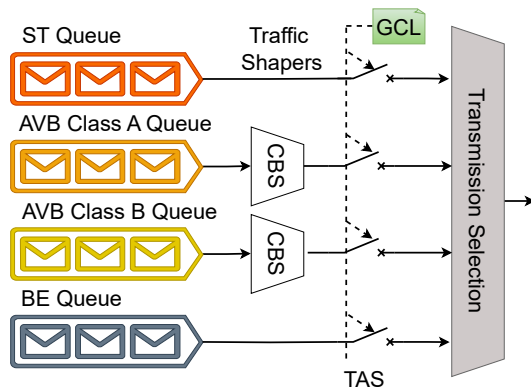 ST Queue
Traffic
Shapers
GCL
AVB Class A Queue
CBS
AVB Class B Queue
CBS
BE Queue
TAS
Transmission Selection